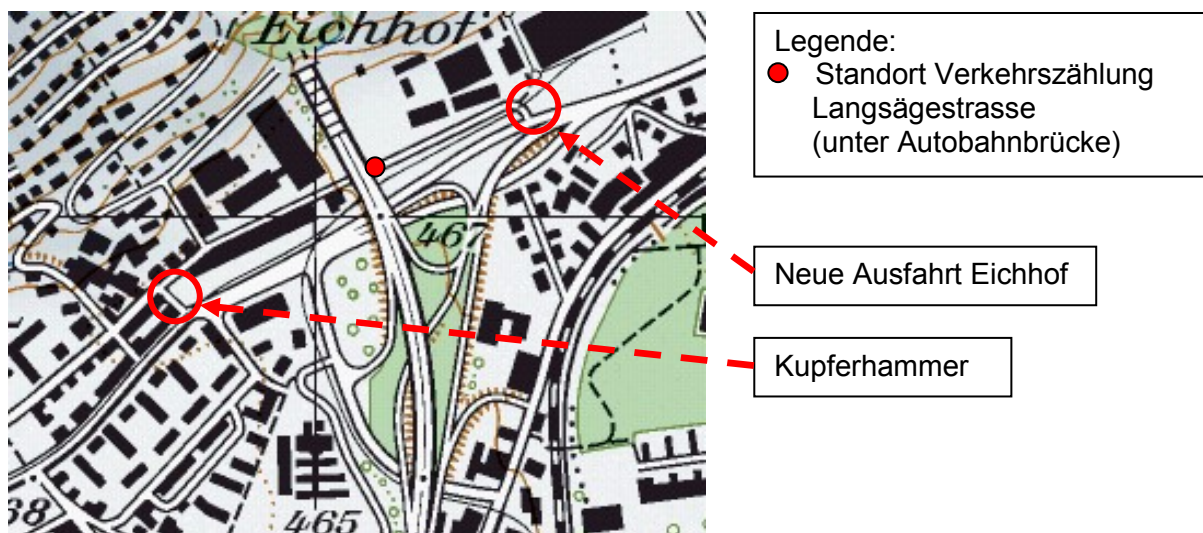 Eichhof
467
68
465
Legende:
Standort Verkehrszählung
Langsägestrasse
(unter Autobahnbrücke)
Neue Ausfahrt Eichhof
Kupferhammer